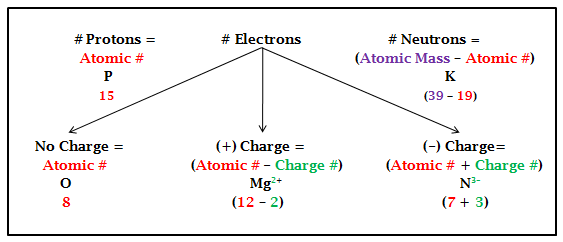 # Protons =
Atomic #
P
15
# Electrons
# Neutrons =
(Atomic Mass – Atomic #)
K
(39 – 19)
No Charge =
Atomic #
O
8
(+) Charge =
(Atomic # – Charge #)
Mg²⁺
(12 – 2)
(–) Charge=
(Atomic # + Charge #)
N³⁻
(7 + 3)